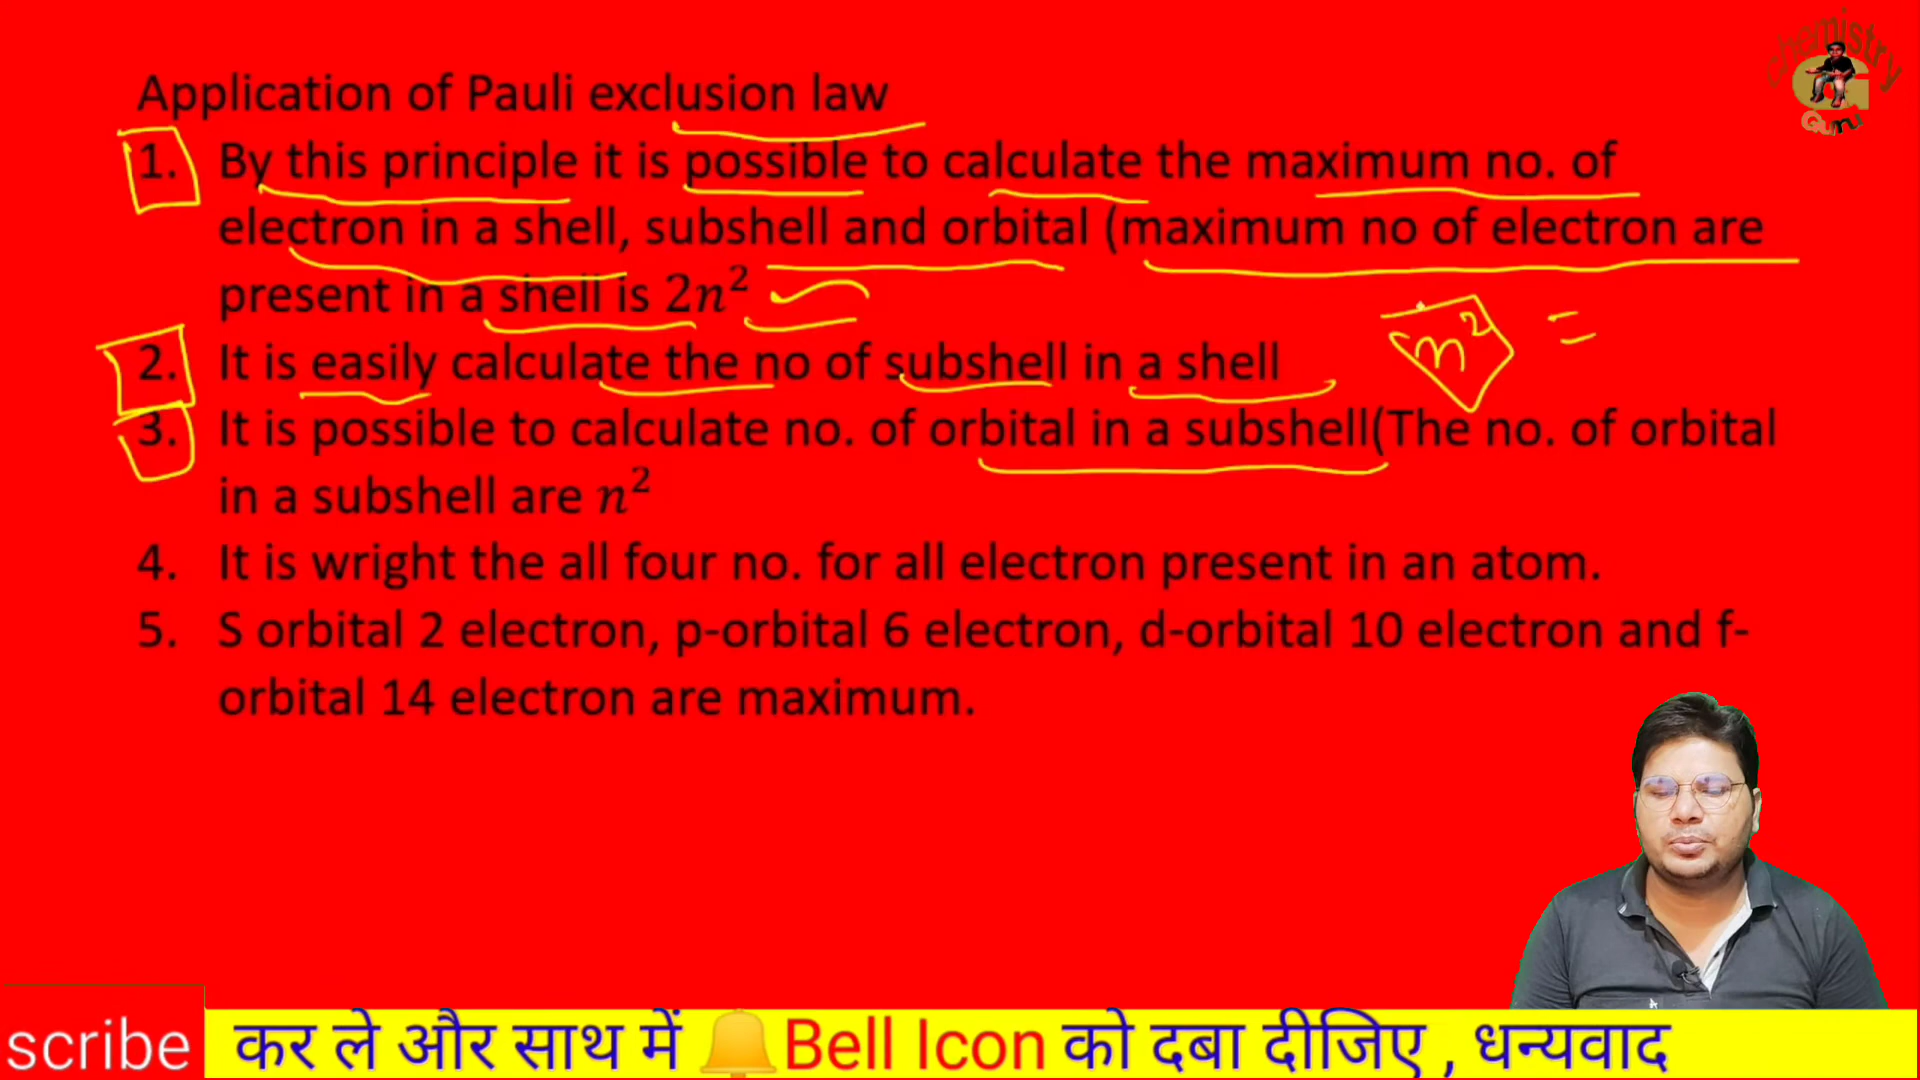 Chemistry
G
Guru
Application of Pauli exclusion law
1. By this principle it is possible to calculate the maximum no. of
electron in a shell, subshell and orbital (maximum no of electron are
present in a shell is 2n²
n² =
2. It is easily calculate the no of subshell in a shell
3. It is possible to calculate no. of orbital in a subshell(The no. of orbital
in a subshell are n²
4. It is wright the all four no. for all electron present in an atom.
5. S orbital 2 electron, p-orbital 6 electron, d-orbital 10 electron and f-
orbital 14 electron are maximum.
scribe कर ले और साथ में 🔔Bell Icon को दबा दीजिए , धन्यवाद